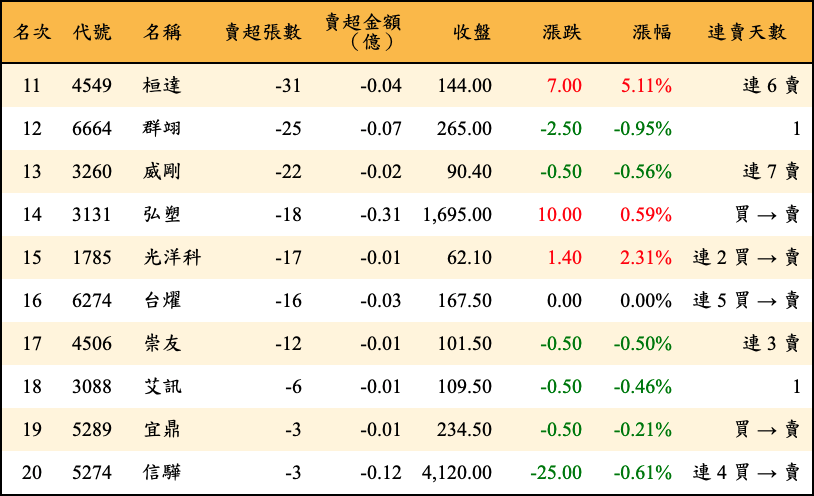 名次 代號 名稱 賣超張數 賣超金額（億） 收盤 漲跌 漲幅 連賣天數
11 4549 桓達 -31 -0.04 144.00 7.00 5.11% 連 6 賣
12 6664 群翊 -25 -0.07 265.00 -2.50 -0.95% 1
13 3260 威剛 -22 -0.02 90.40 -0.50 -0.56% 連 7 賣
14 3131 弘塑 -18 -0.31 1,695.00 10.00 0.59% 買 → 賣
15 1785 光洋科 -17 -0.01 62.10 1.40 2.31% 連 2 買 → 賣
16 6274 台燿 -16 -0.03 167.50 0.00 0.00% 連 5 買 → 賣
17 4506 崇友 -12 -0.01 101.50 -0.50 -0.50% 連 3 賣
18 3088 艾訊 -6 -0.01 109.50 -0.50 -0.46% 1
19 5289 宜鼎 -3 -0.01 234.50 -0.50 -0.21% 買 → 賣
20 5274 信驊 -3 -0.12 4,120.00 -25.00 -0.61% 連 4 買 → 賣